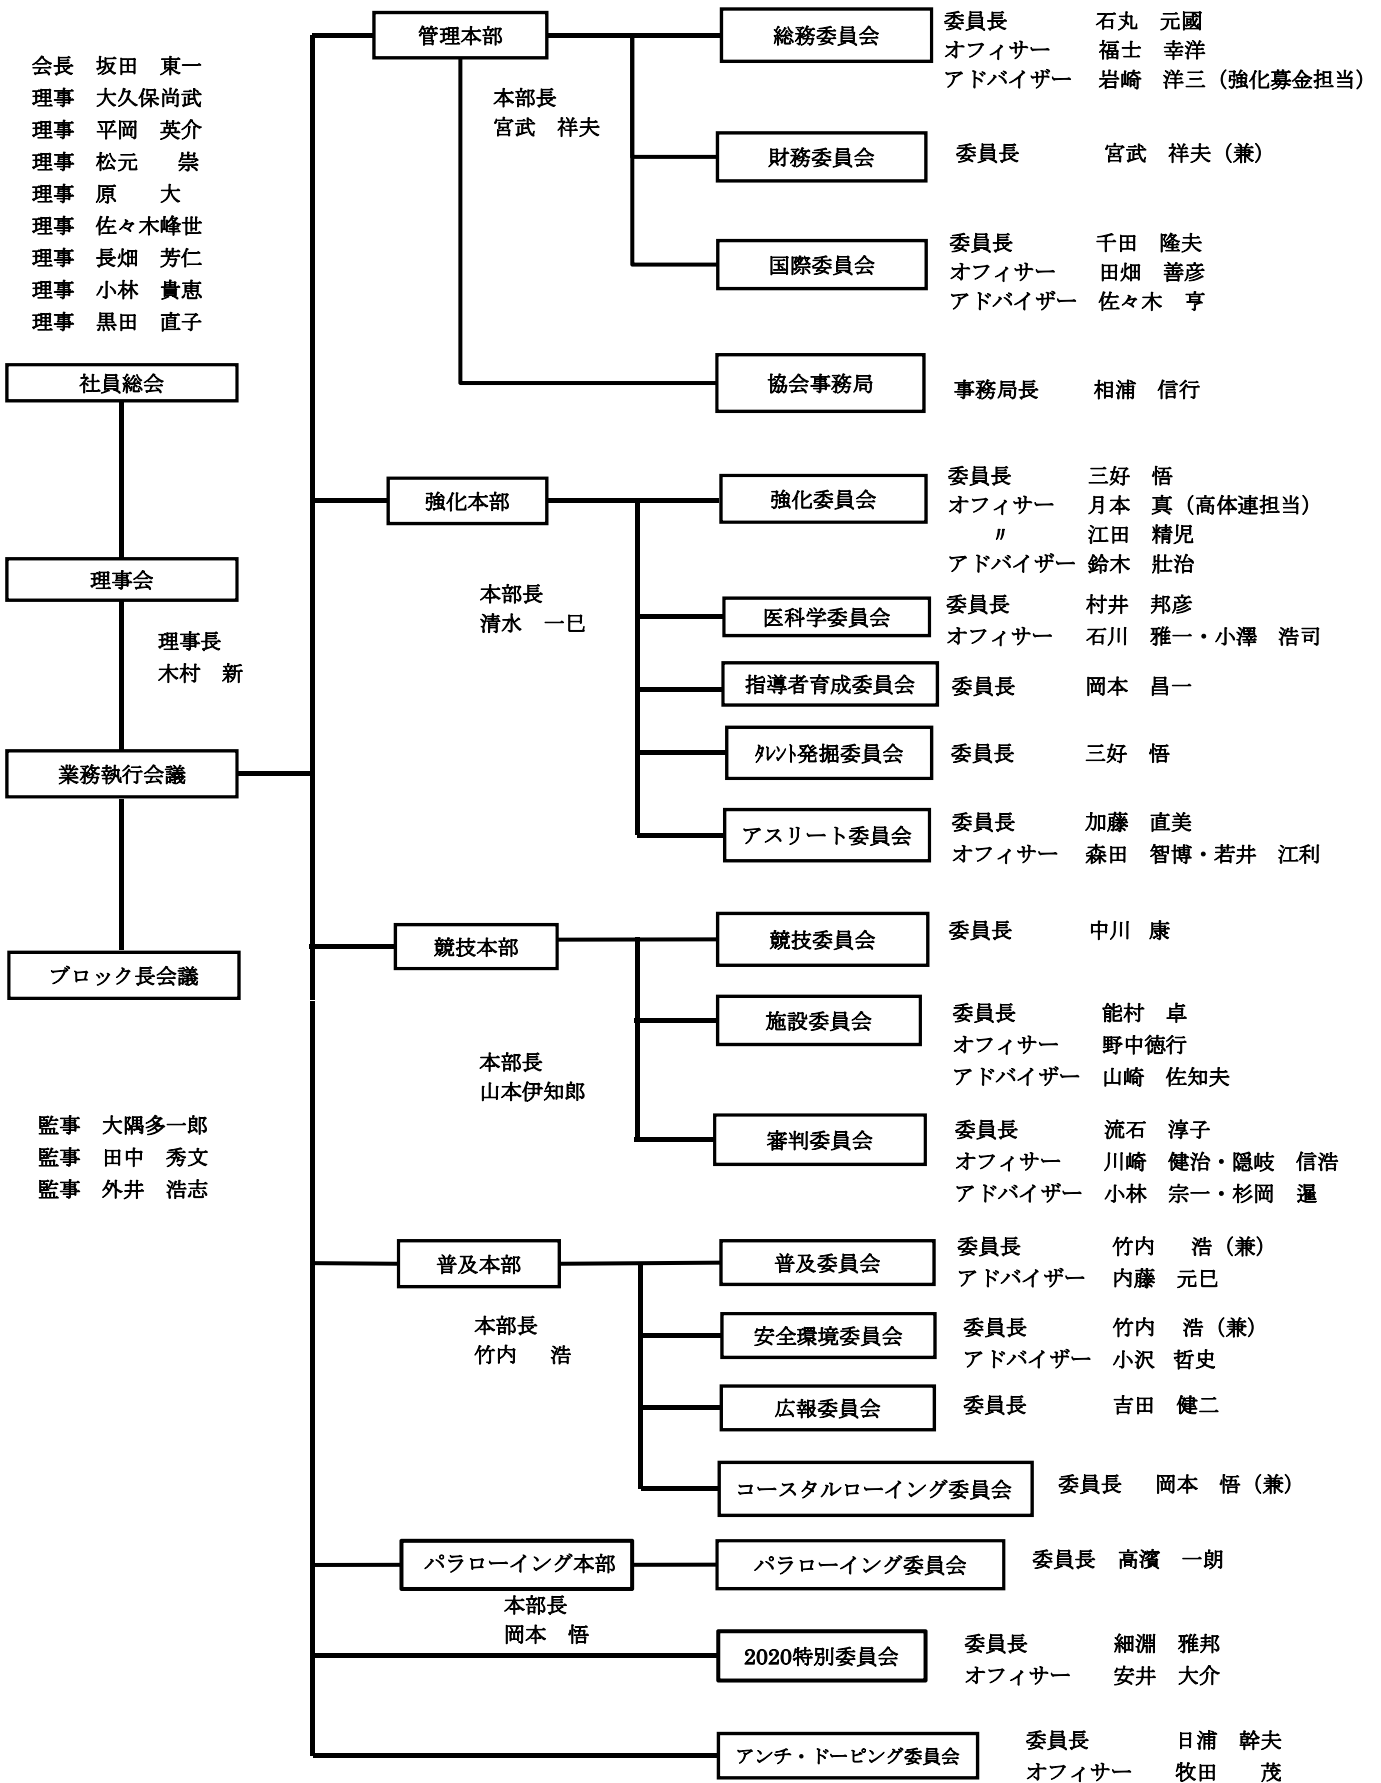 会長　坂田　東一
理事　大久保尚武
理事　平岡　英介
理事　松元　　崇
理事　原　　大
理事　佐々木峰世
理事　長畑　芳仁
理事　小林　貴恵
理事　黒田　直子
社員総会
理事会
理事長
木村　新
業務執行会議
ブロック長会議
監事　大隅多一郎
監事　田中　秀文
監事　外井　浩志
管理本部
本部長
宮武　祥夫
総務委員会
委員長　石丸　元國
オフィサー　福士　幸洋
アドバイザー　岩崎　洋三（強化募金担当）
財務委員会
委員長　宮武　祥夫（兼）
国際委員会
委員長　千田　隆夫
オフィサー　田畑　善彦
アドバイザー　佐々木　亨
協会事務局
事務局長　相浦　信行
強化本部
本部長
清水　一巳
強化委員会
委員長　三好　悟
オフィサー　月本　真（高体連担当）
〃　江田　精児
アドバイザー　鈴木　壯治
医科学委員会
委員長　村井　邦彦
オフィサー　石川　雅一・小澤　浩司
指導者育成委員会
委員長　岡本　昌一
ﾀﾚﾝﾄ発掘委員会
委員長　三好　悟
アスリート委員会
委員長　加藤　直美
オフィサー　森田　智博・若井　江利
競技本部
本部長
山本伊知郎
競技委員会
委員長　中川　康
施設委員会
委員長　能村　卓
オフィサー　野中徳行
アドバイザー　山崎　佐知夫
審判委員会
委員長　流石　淳子
オフィサー　川崎　健治・隠岐　信浩
アドバイザー　小林　宗一・杉岡　暹
普及本部
本部長
竹内　浩
普及委員会
委員長　竹内　浩（兼）
アドバイザー　内藤　元巳
安全環境委員会
委員長　竹内　浩（兼）
アドバイザー　小沢　哲史
広報委員会
委員長　吉田　健二
コースタルローイング委員会
委員長　岡本　悟（兼）
パラローイング本部
本部長
岡本　悟
パラローイング委員会
委員長　高濱　一朗
2020特別委員会
委員長　細淵　雅邦
オフィサー　安井　大介
アンチ・ドーピング委員会
委員長　日浦　幹夫
オフィサー　牧田　茂